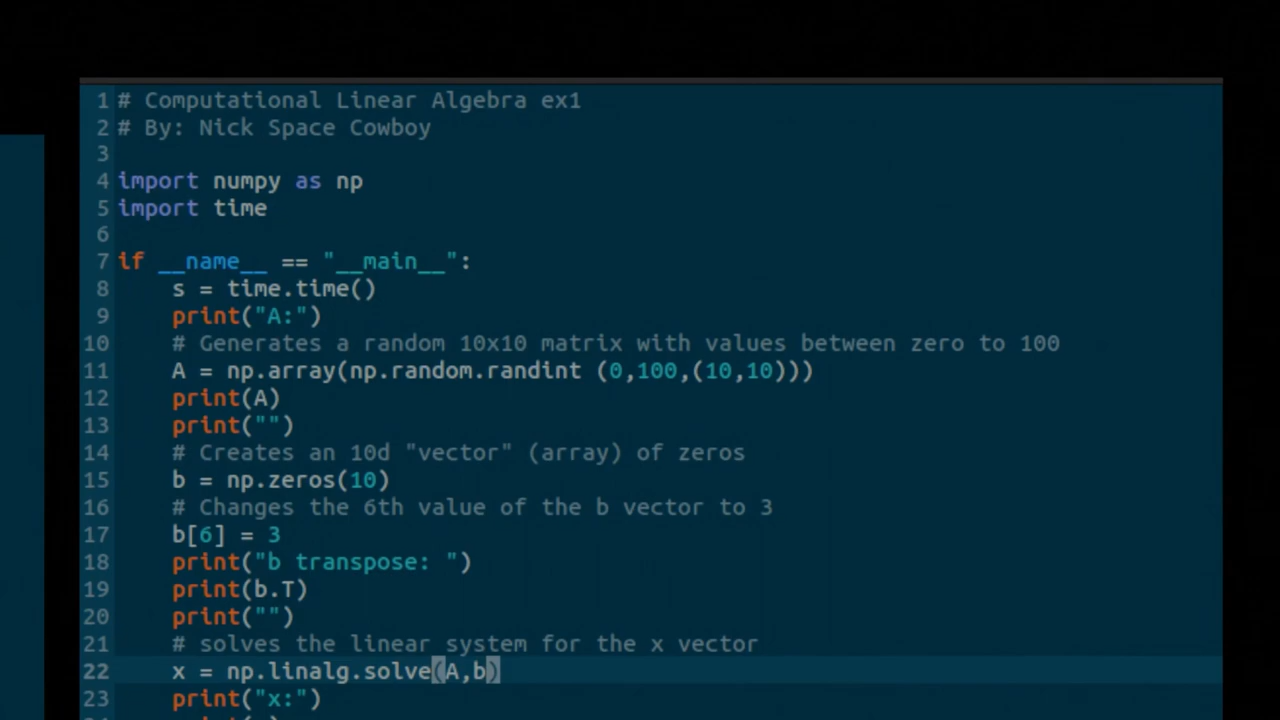 1 # Computational Linear Algebra ex1
2 # By: Nick Space Cowboy
3
4 import numpy as np
5 import time
6
7 if __name__ == "__main__":
8     s = time.time()
9     print("A:")
10     # Generates a random 10x10 matrix with values between zero to 100
11     A = np.array(np.random.randint (0,100,(10,10)))
12     print(A)
13     print("")
14     # Creates an 10d "vector" (array) of zeros
15     b = np.zeros(10)
16     # Changes the 6th value of the b vector to 3
17     b[6] = 3
18     print("b transpose: ")
19     print(b.T)
20     print("")
21     # solves the linear system for the x vector
22     x = np.linalg.solve(A,b)
23     print("x:")